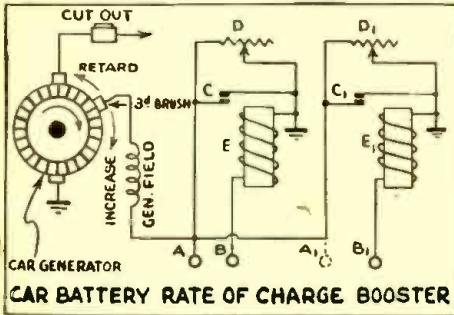 CUT OUT
RETARD
3d BRUSH
INCREASE
GEN. FIELD
CAR GENERATOR
D
C
E
A
B
D₁
C₁
E₁
A₁
B₁
CAR BATTERY RATE OF CHARGE BOOSTER